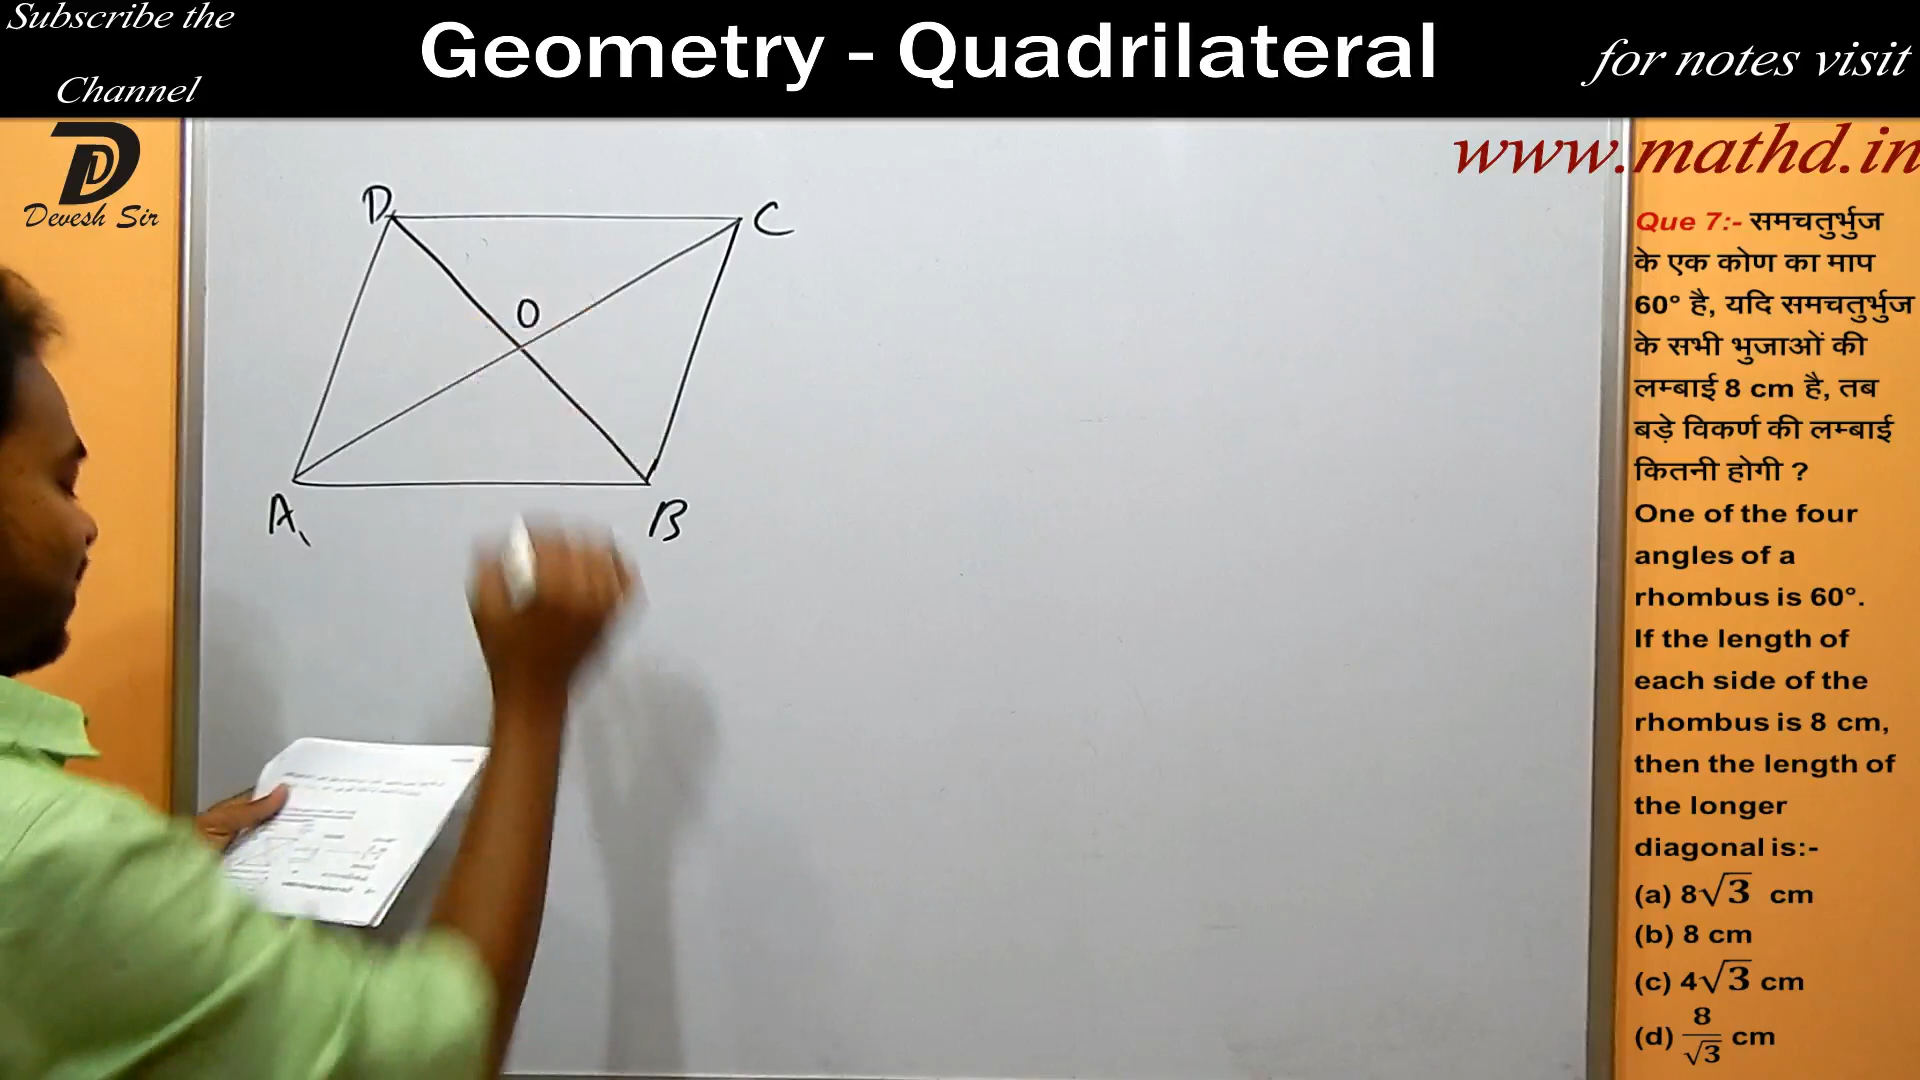 Subscribe the
Channel
Geometry - Quadrilateral
for notes visit
www.mathd.in
D
Devesh Sir
D
C
O
A
B
Que 7:- समचतुर्भुज
के एक कोण का माप
60° है, यदि समचतुर्भुज
के सभी भुजाओं की
लम्बाई 8 cm है, तब
बड़े विकर्ण की लम्बाई
कितनी होगी ?
One of the four
angles of a
rhombus is 60°.
If the length of
each side of the
rhombus is 8 cm,
then the length of
the longer
diagonal is:-
(a) 8√3 cm
(b) 8 cm
(c) 4√3 cm
(d) 8/√3 cm